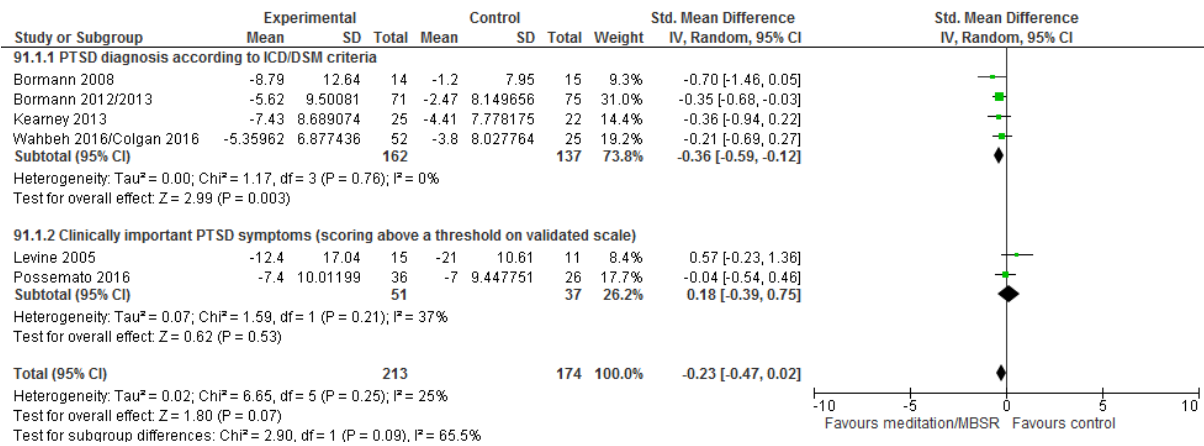 Experimental Control Std. Mean Difference Std. Mean Difference
Study or Subgroup Mean SD Total Mean SD Total Weight IV, Random, 95% CI IV, Random, 95% CI
91.1.1 PTSD diagnosis according to ICD/DSM criteria
Bormann 2008 -8.79 12.64 14 -1.2 7.95 15 9.3% -0.70 [-1.46, 0.05]
Bormann 2012/2013 -5.62 9.50081 71 -2.47 8.149656 75 31.0% -0.35 [-0.68, -0.03]
Kearney 2013 -7.43 8.689074 25 -4.41 7.778175 22 14.4% -0.36 [-0.94, 0.22]
Wahbeh 2016/Colgan 2016 -5.35962 6.877436 52 -3.8 8.027764 25 19.2% -0.21 [-0.69, 0.27]
Subtotal (95% CI) 162 137 73.8% -0.36 [-0.59, -0.12]
Heterogeneity: Tau² = 0.00; Chi² = 1.17, df = 3 (P = 0.76); I² = 0%
Test for overall effect: Z = 2.99 (P = 0.003)
91.1.2 Clinically important PTSD symptoms (scoring above a threshold on validated scale)
Levine 2005 -12.4 17.04 15 -21 10.61 11 8.4% 0.57 [-0.23, 1.36]
Possemato 2016 -7.4 10.01199 36 -7 9.447751 26 17.7% -0.04 [-0.54, 0.46]
Subtotal (95% CI) 51 37 26.2% 0.18 [-0.39, 0.75]
Heterogeneity: Tau² = 0.07; Chi² = 1.59, df = 1 (P = 0.21); I² = 37%
Test for overall effect: Z = 0.62 (P = 0.53)
Total (95% CI) 213 174 100.0% -0.23 [-0.47, 0.02]
Heterogeneity: Tau² = 0.02; Chi² = 6.65, df = 5 (P = 0.25); I² = 25%
Test for overall effect: Z = 1.80 (P = 0.07)
Test for subgroup differences: Chi² = 2.90, df = 1 (P = 0.09), I² = 65.5%
-10 -5 0 5 10
Favours meditation/MBSR Favours control